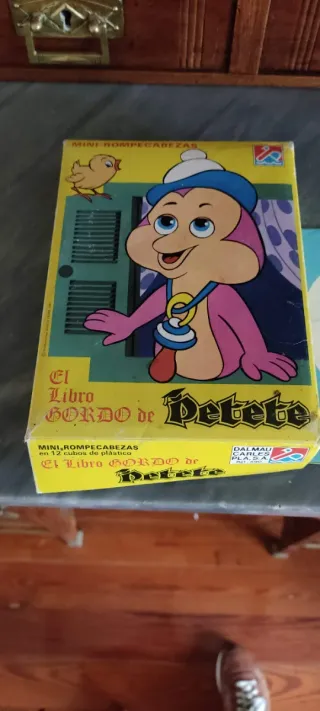 MINI-ROMPECABEZAS
El
Libro
GORDO de Petete
MINI-ROMPECABEZAS
en 12 cubos de plástico
El Libro GORDO de
Petete
DALMAU
CARLES
PLA, S.A.